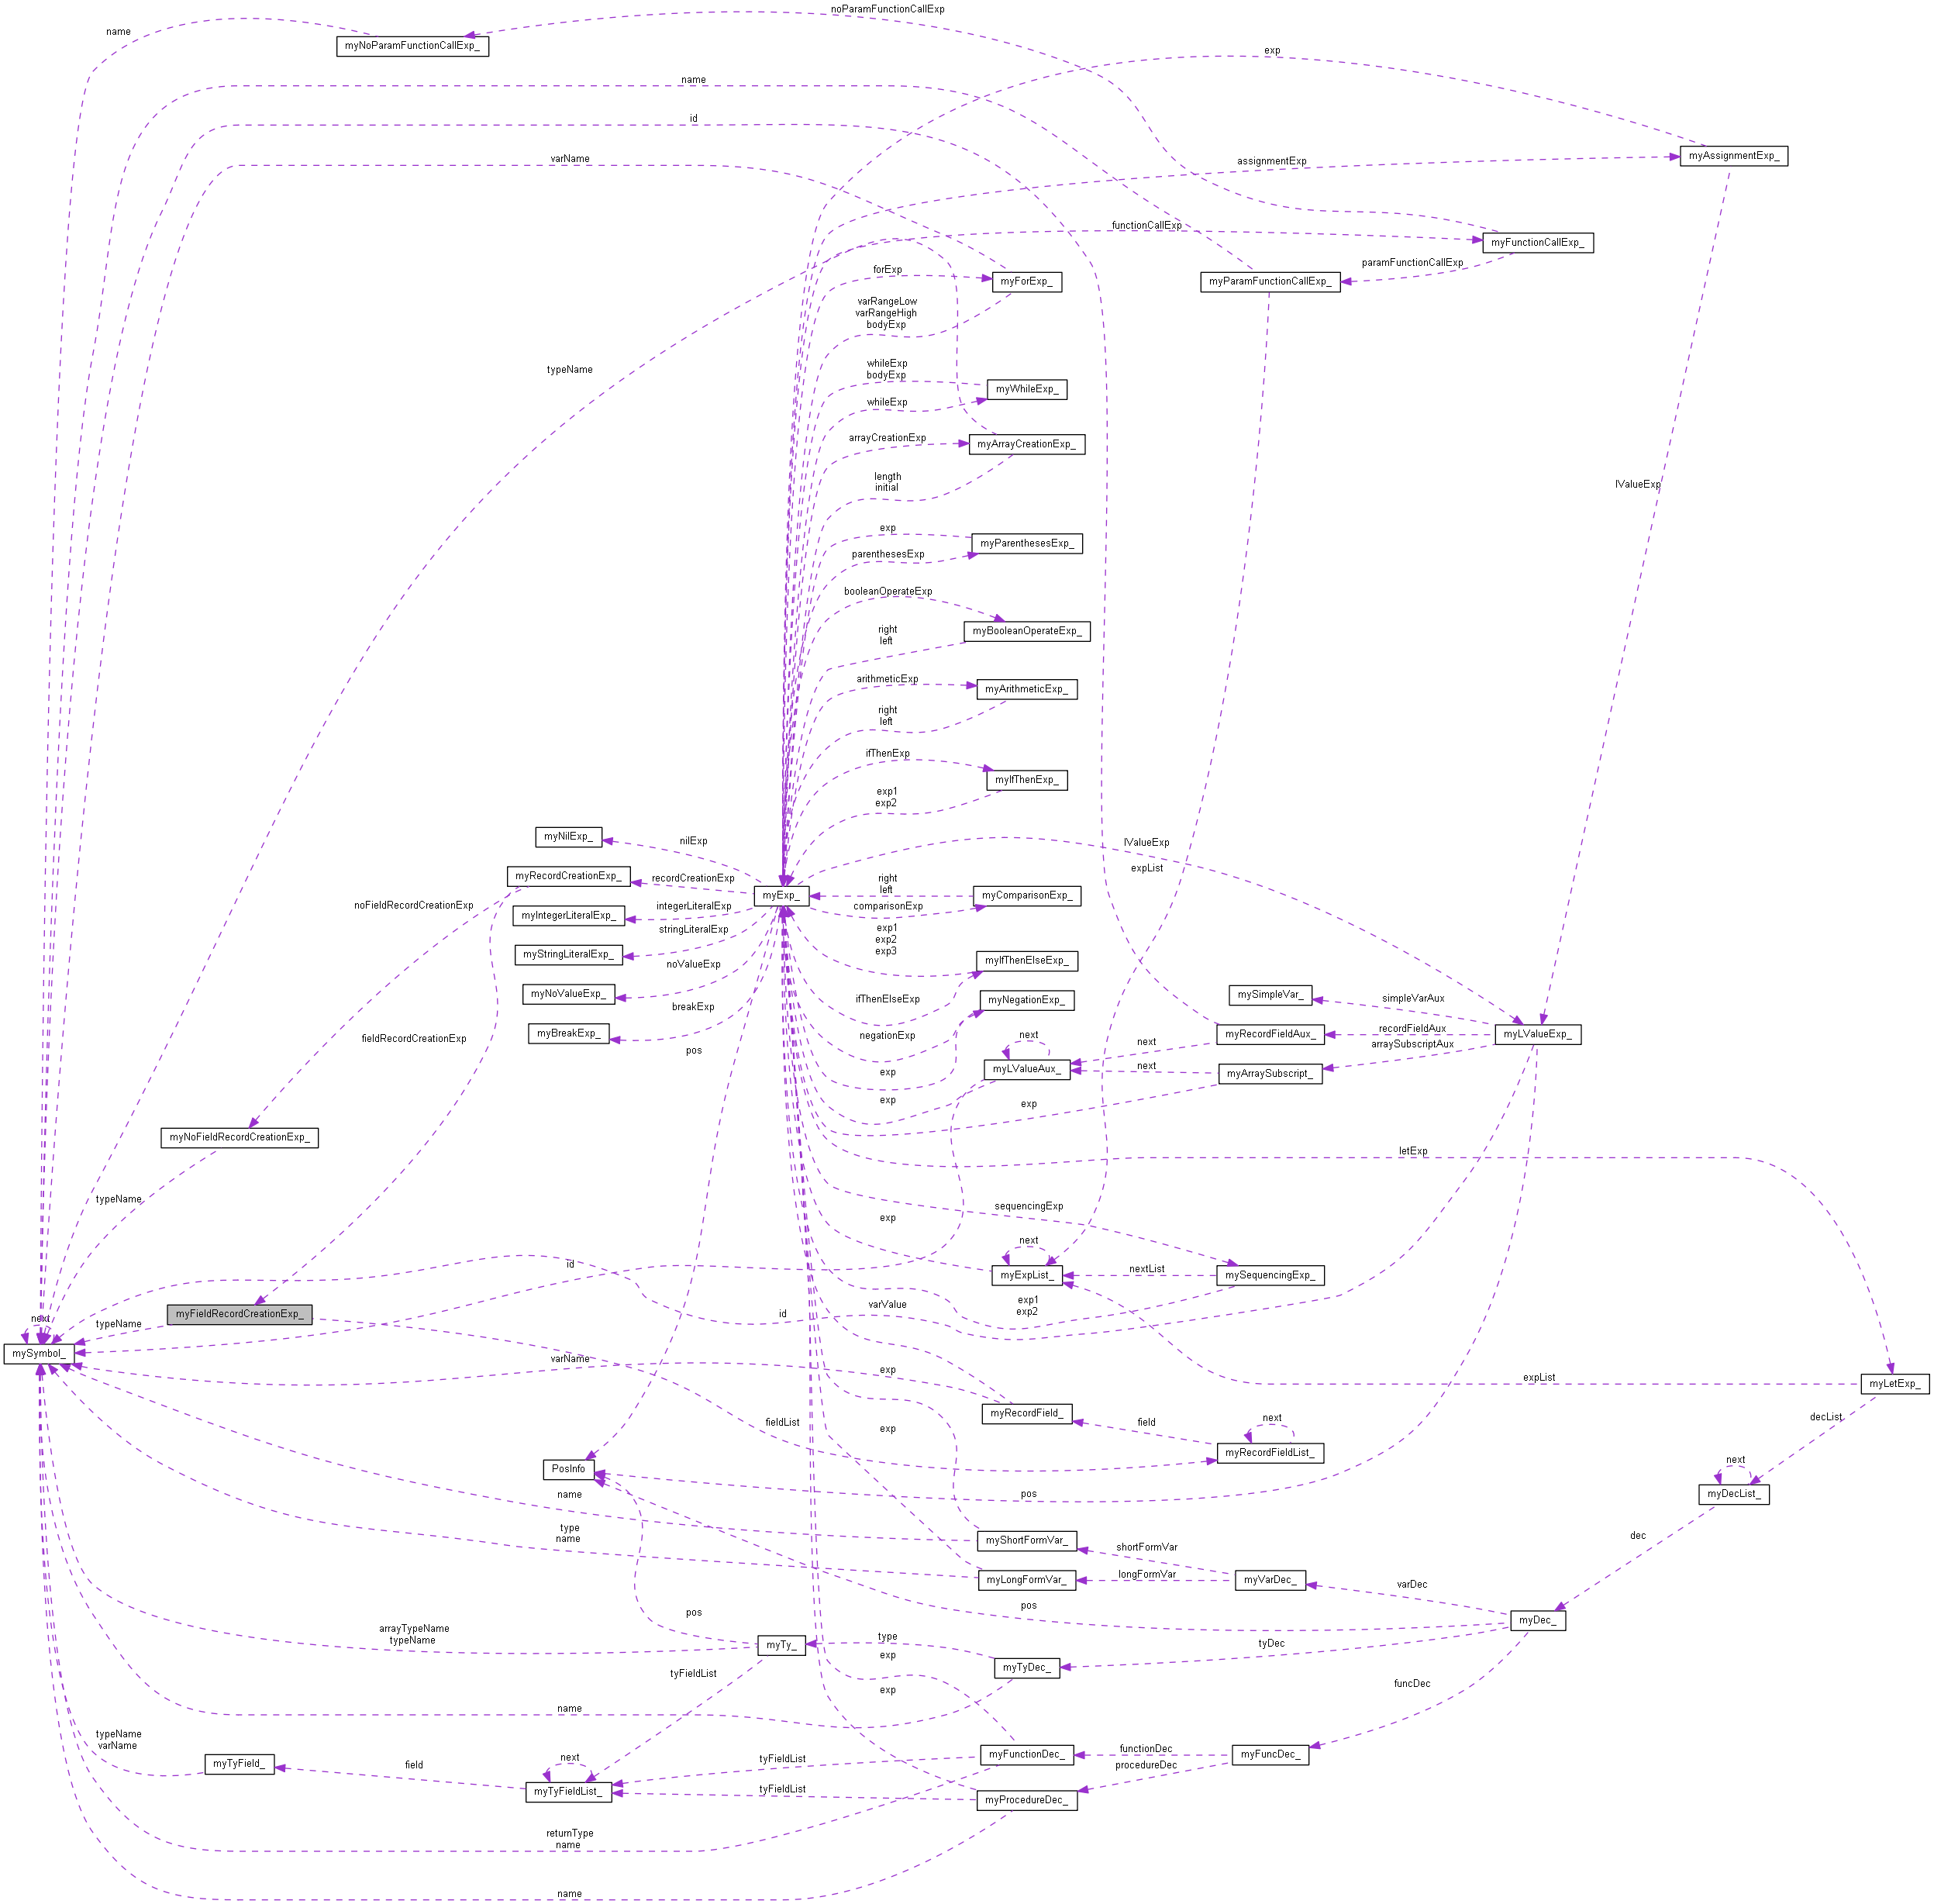 noParamFunctionCallExp
name
myNoParamFunctionCallExp_
exp
name
id
varName
assignmentExp
myAssignmentExp_
functionCallExp
myFunctionCallExp_
paramFunctionCallExp
forExp
myForExp_
myParamFunctionCallExp_
varRangeLow
varRangeHigh
bodyExp
typeName
whileExp
bodyExp
myWhileExp_
whileExp
arrayCreationExp
myArrayCreationExp_
length
initial
lValueExp
exp
myParenthesesExp_
parenthesesExp
booleanOperateExp
right
left
myBooleanOperateExp_
arithmeticExp
myArithmeticExp_
right
left
ifThenExp
myIfThenExp_
exp1
exp2
nilExp
myNilExp_
lValueExp
expList
myRecordCreationExp_
recordCreationExp
myExp_
right
left
myComparisonExp_
comparisonExp
noFieldRecordCreationExp
integerLiteralExp
myIntegerLiteralExp_
stringLiteralExp
myStringLiteralExp_
exp1
exp2
exp3
myIfThenElseExp_
noValueExp
myNoValueExp_
ifThenElseExp
myNegationExp_
mySimpleVar_
simpleVarAux
breakExp
myBreakExp_
negationExp
myRecordFieldAux_
recordFieldAux
myLValueExp_
arraySubscriptAux
fieldRecordCreationExp
pos
next
next
next
myLValueAux_
exp
myArraySubscript_
exp
exp
myNoFieldRecordCreationExp_
letExp
typeName
sequencingExp
exp
next
id
myExpList_
nextList
mySequencingExp_
exp1
exp2
myFieldRecordCreationExp_
id
varValue
next
typeName
mySymbol_
varName
exp
expList
myLetExp_
myRecordField_
fieldList
field
next
decList
myRecordFieldList_
exp
PosInfo
next
myDecList_
name
pos
type
name
myShortFormVar_
shortFormVar
dec
myLongFormVar_
longFormVar
myVarDec_
varDec
pos
myDec_
pos
arrayTypeName
typeName
myTy_
type
tyDec
exp
myTyDec_
tyFieldList
exp
funcDec
name
typeName
varName
myTyField_
field
next
myTyFieldList_
tyFieldList
myFunctionDec_
functionDec
myFuncDec_
procedureDec
tyFieldList
myProcedureDec_
returnType
name
name